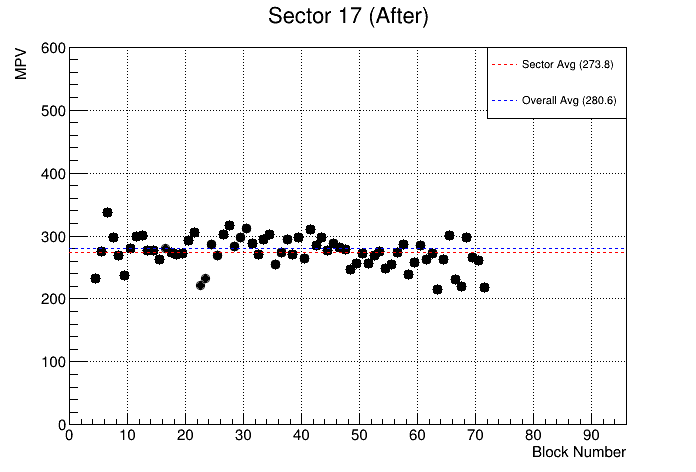 Sector 17 (After)
MPV
600
500
400
300
200
100
0
Sector Avg (273.8)
Overall Avg (280.6)
0 10 20 30 40 50 60 70 80 90
Block Number